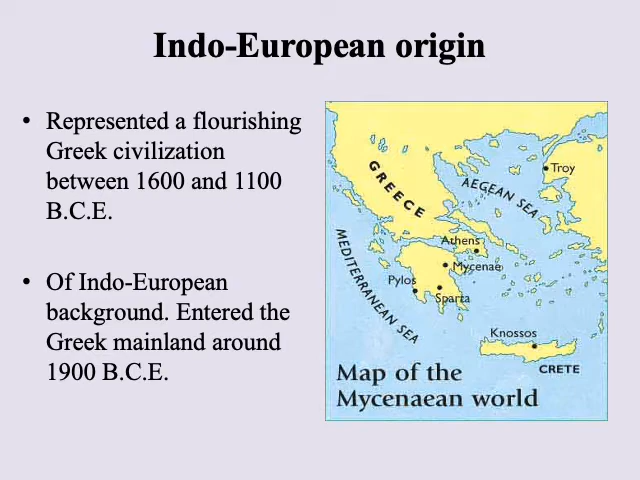 Indo-European origin
• Represented a flourishing
Greek civilization
between 1600 and 1100
B.C.E.
• Of Indo-European
background. Entered the
Greek mainland around
1900 B.C.E.
GREECE
Troy
AEGEAN SEA
Athens
Mycenae
MEDITERRANEAN SEA
Pylos
Sparta
Knossos
CRETE
Map of the
Mycenaean world